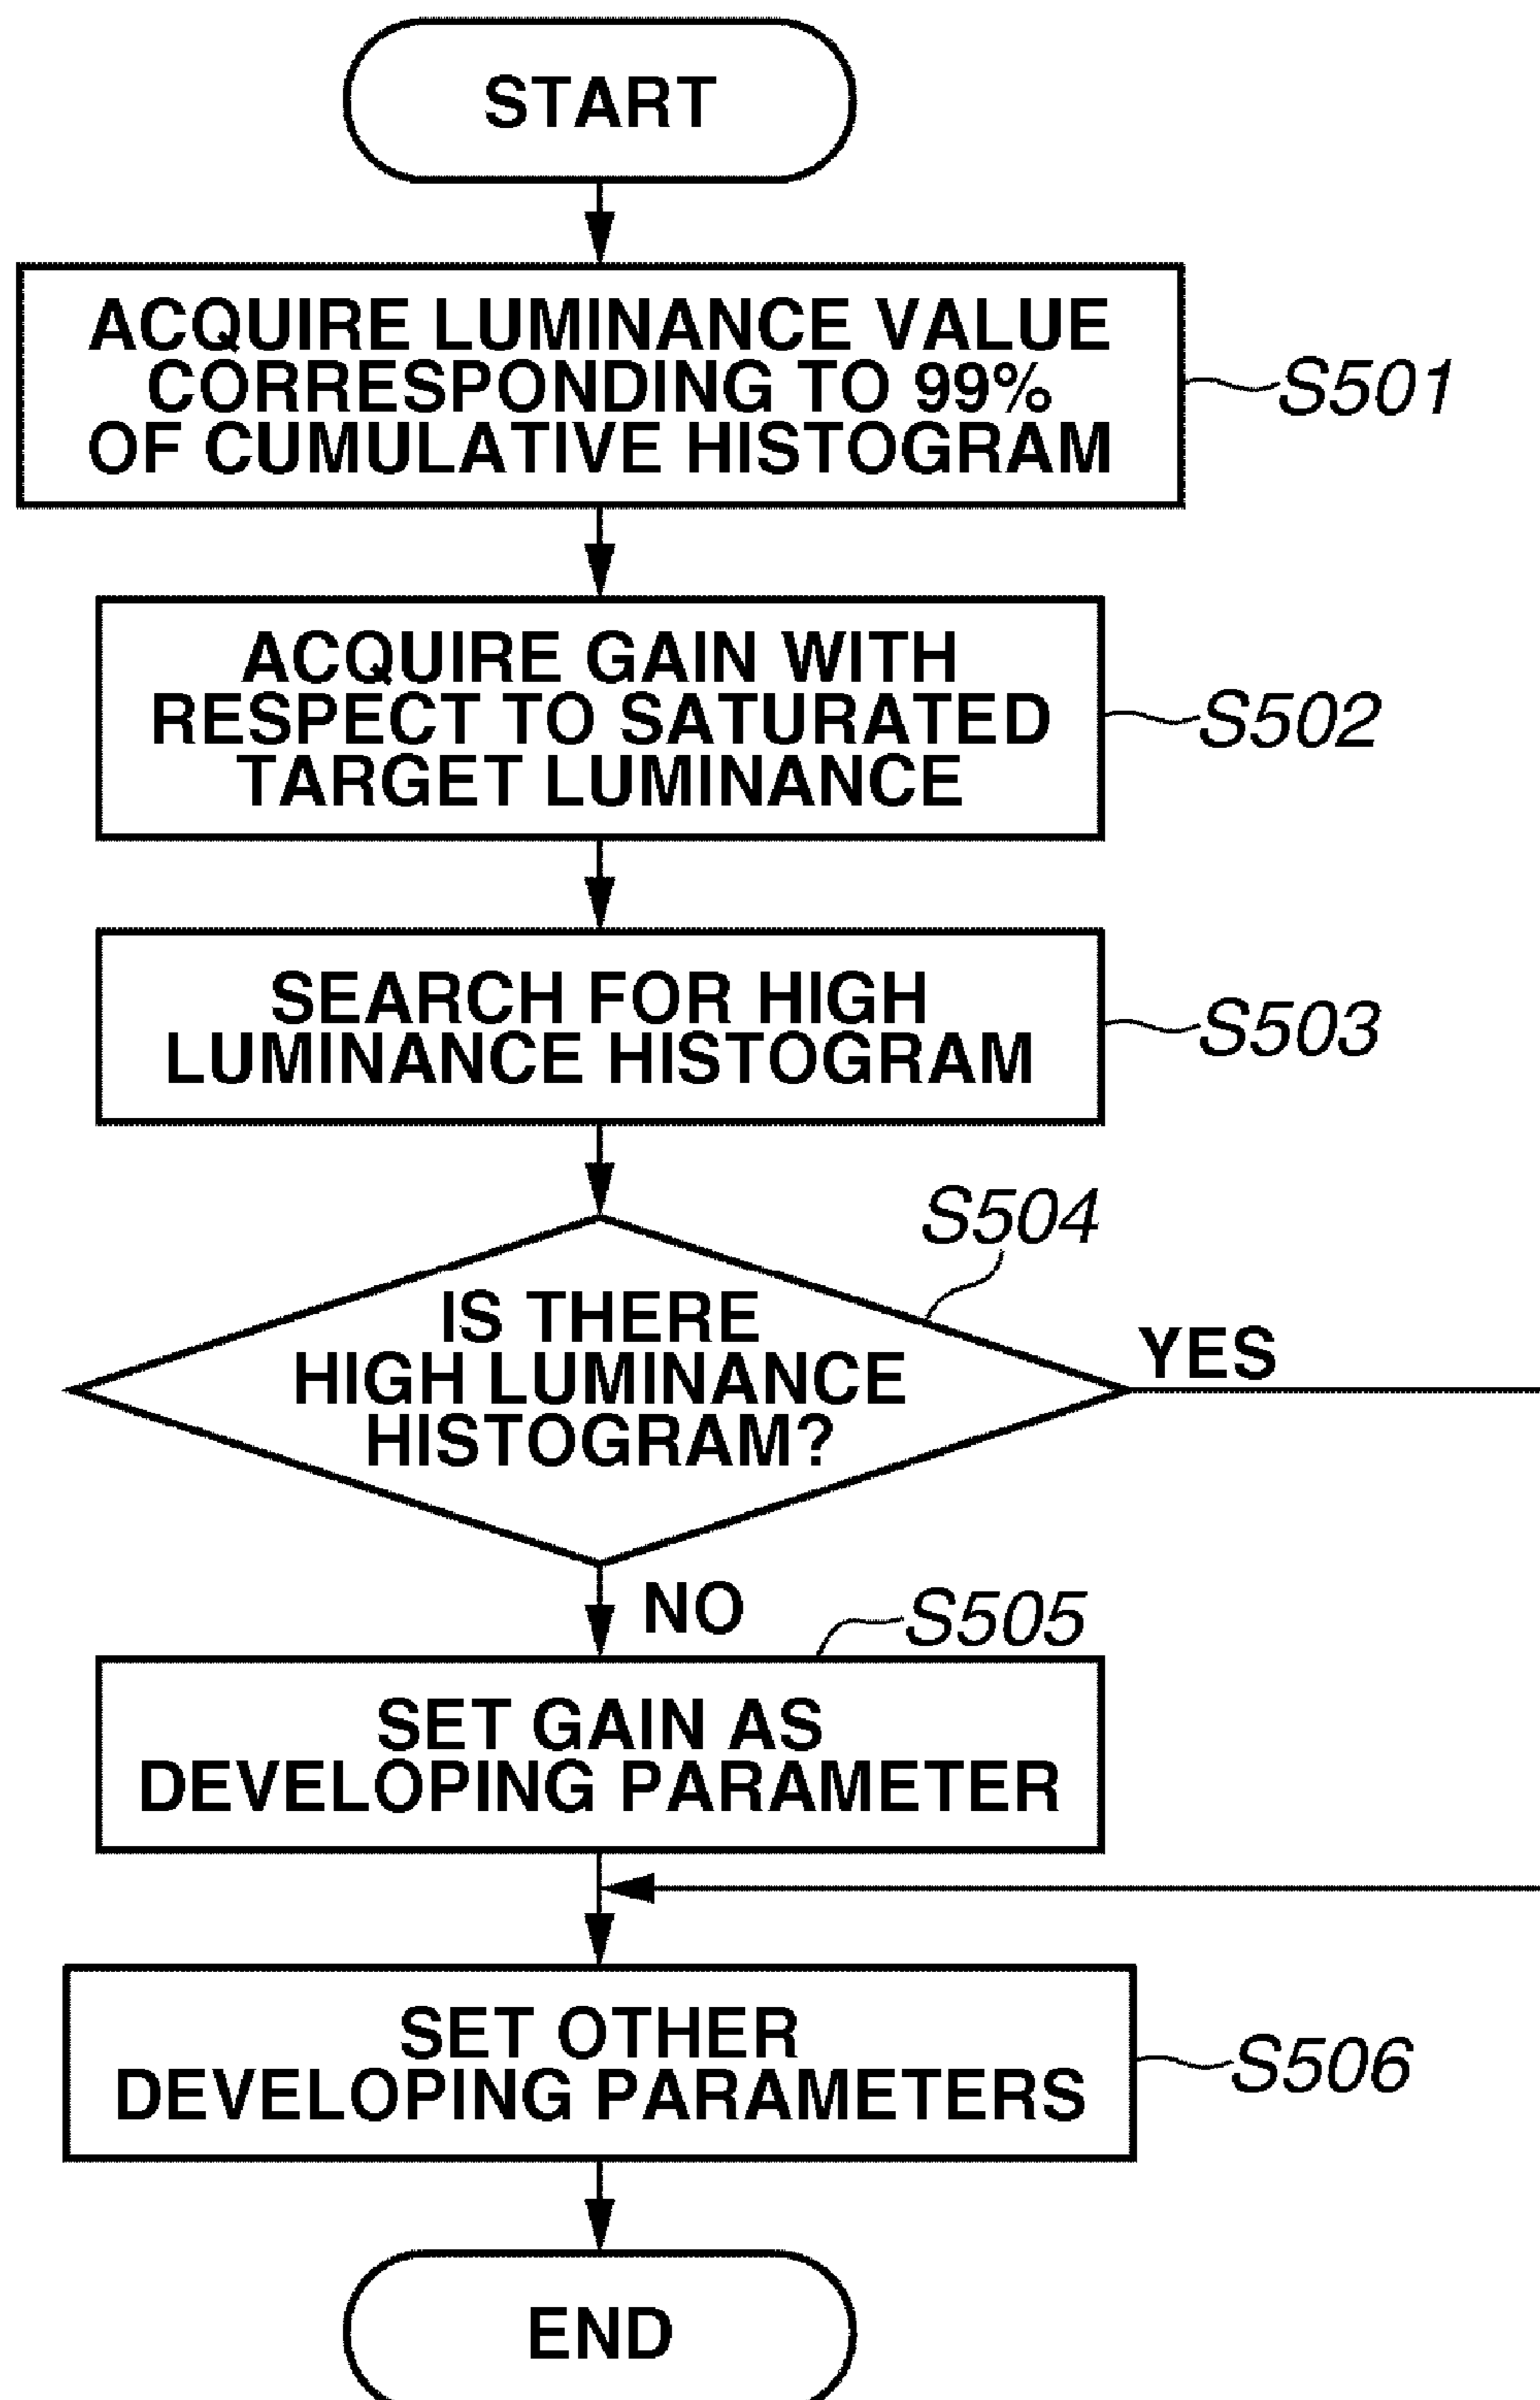 START
ACQUIRE LUMINANCE VALUE
CORRESPONDING TO 99%
OF CUMULATIVE HISTOGRAM
S501
ACQUIRE GAIN WITH
RESPECT TO SATURATED
TARGET LUMINANCE
S502
SEARCH FOR HIGH
LUMINANCE HISTOGRAM
S503
S504
IS THERE
HIGH LUMINANCE
HISTOGRAM?
YES
NO
S505
SET GAIN AS
DEVELOPING PARAMETER
SET OTHER
DEVELOPING PARAMETERS
S506
END